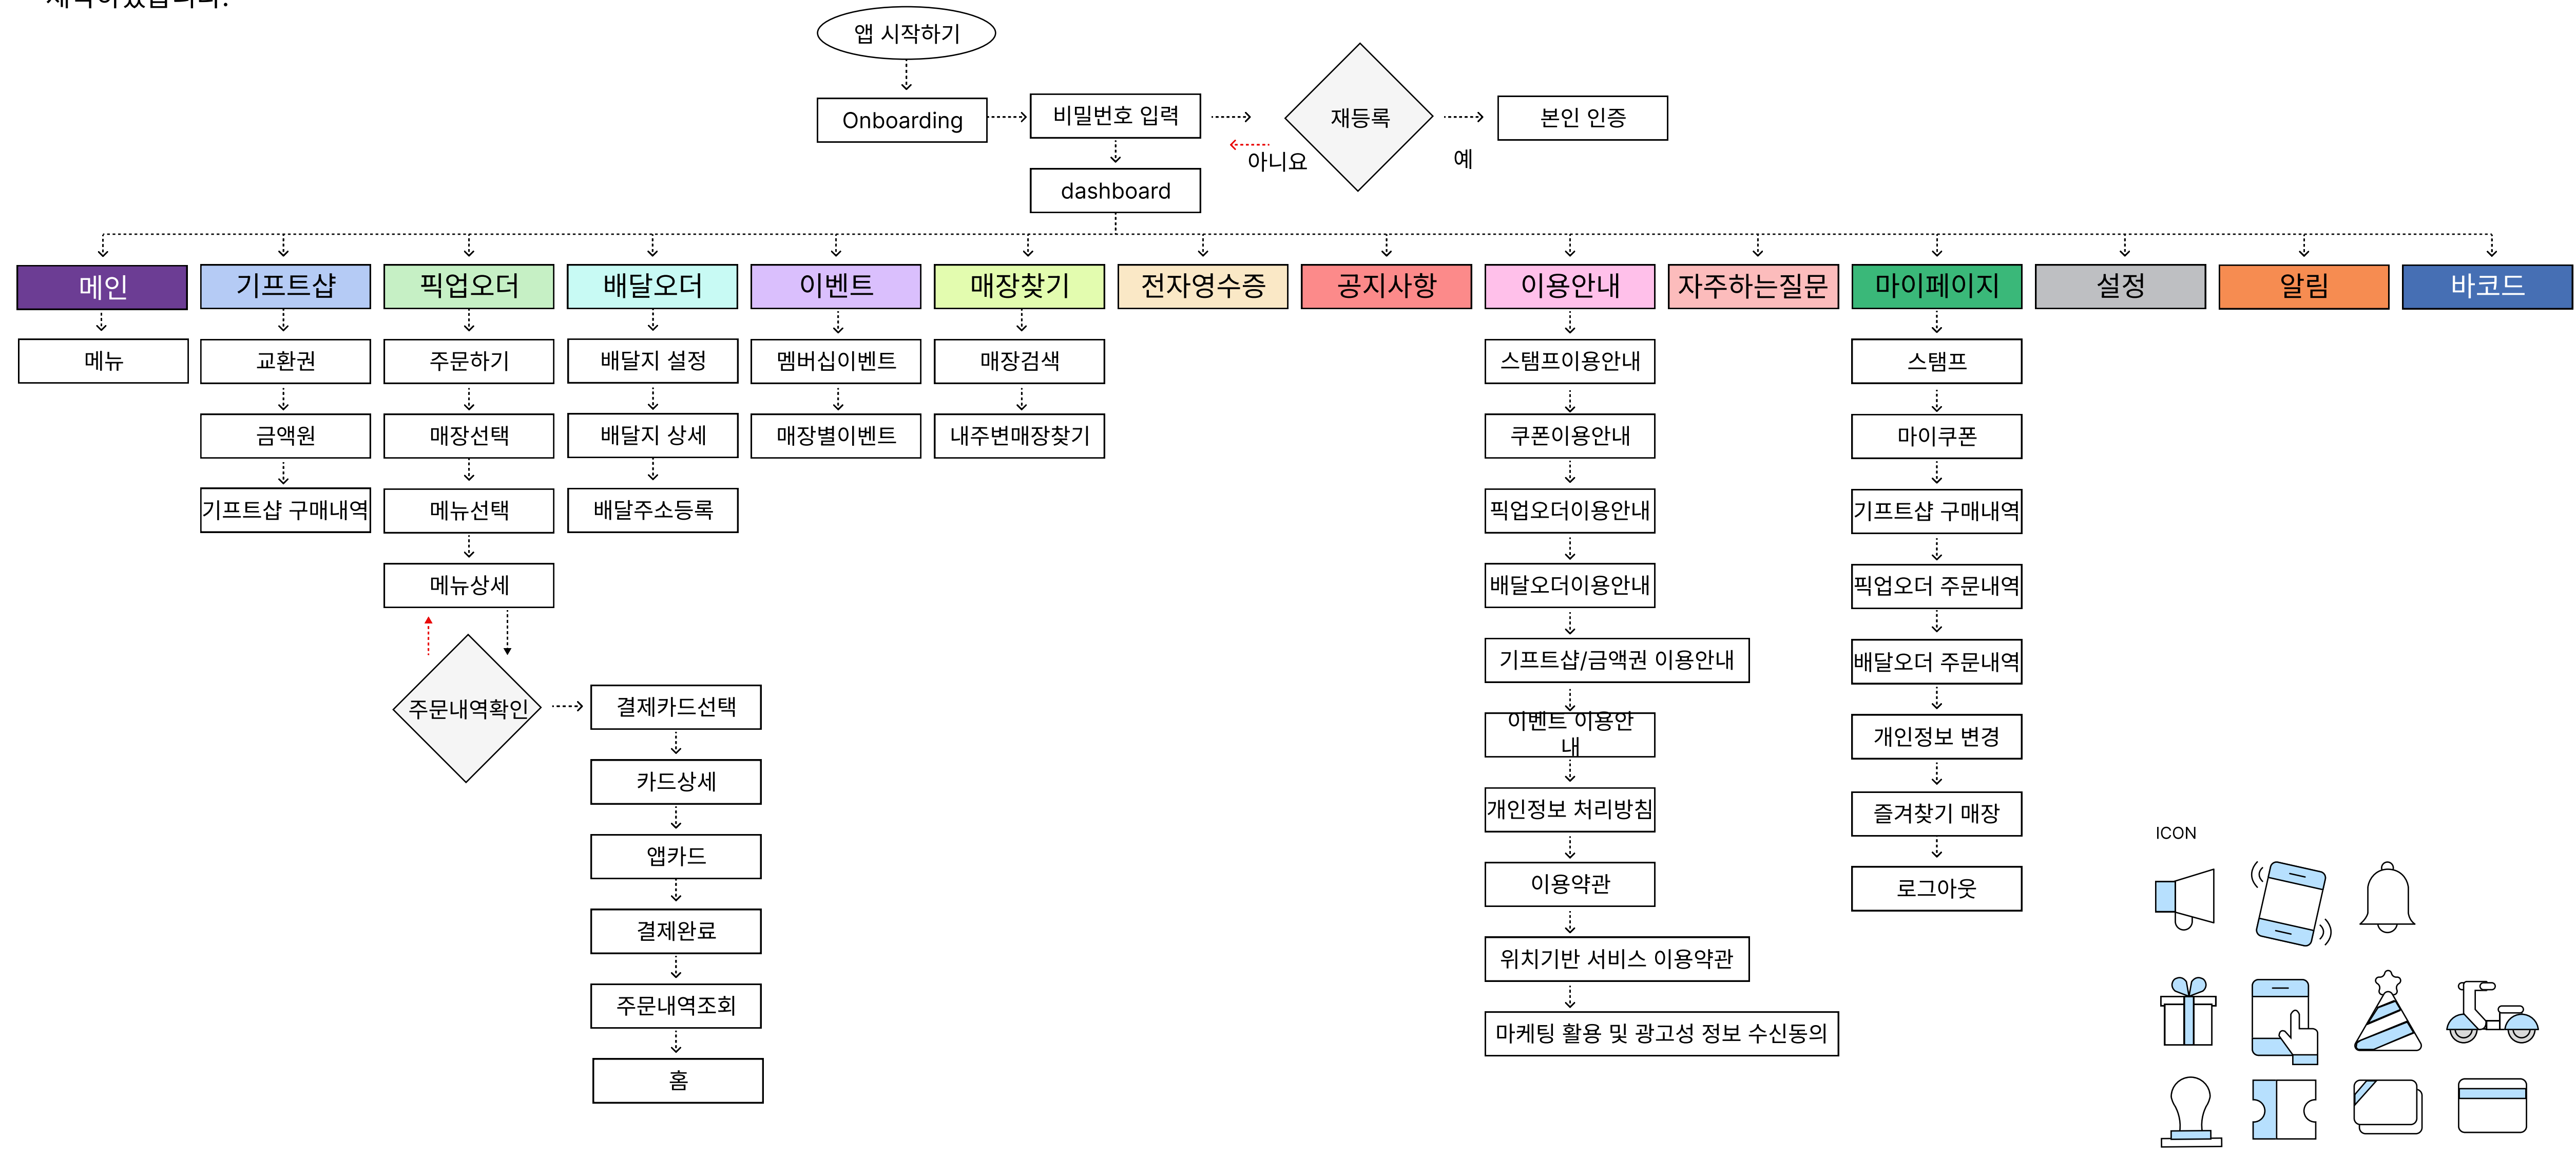 앱 시작하기
Onboarding
비밀번호 입력
재등록
본인 인증
아니요
예
dashboard
메인
기프트샵
픽업오더
배달오더
이벤트
매장찾기
전자영수증
공지사항
이용안내
자주하는질문
마이페이지
설정
알림
바코드
메뉴
교환권
금액원
기프트샵 구매내역
주문하기
매장선택
메뉴선택
메뉴상세
주문내역확인
결제카드선택
카드상세
앱카드
결제완료
주문내역조회
홈
배달지 설정
배달지 상세
배달주소등록
멤버십이벤트
매장별이벤트
매장검색
내주변매장찾기
스탬프이용안내
쿠폰이용안내
픽업오더이용안내
배달오더이용안내
기프트샵/금액권 이용안내
이벤트 이용안
내
개인정보 처리방침
이용약관
위치기반 서비스 이용약관
마케팅 활용 및 광고성 정보 수신동의
스탬프
마이쿠폰
기프트샵 구매내역
픽업오더 주문내역
배달오더 주문내역
개인정보 변경
즐겨찾기 매장
로그아웃
ICON